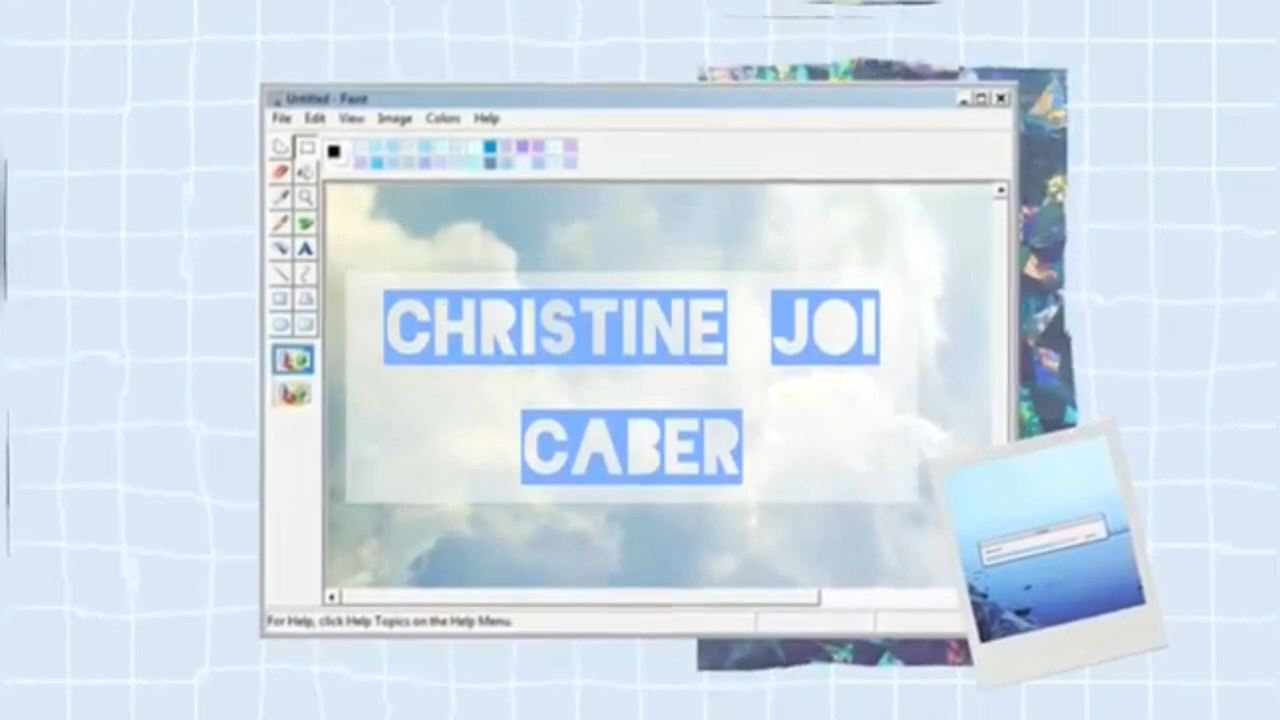 Untitled - Paint
File Edit View Image Colors Help
A
CHRISTINE JOI
CABER
For Help, click Help Topics on the Help Menu.